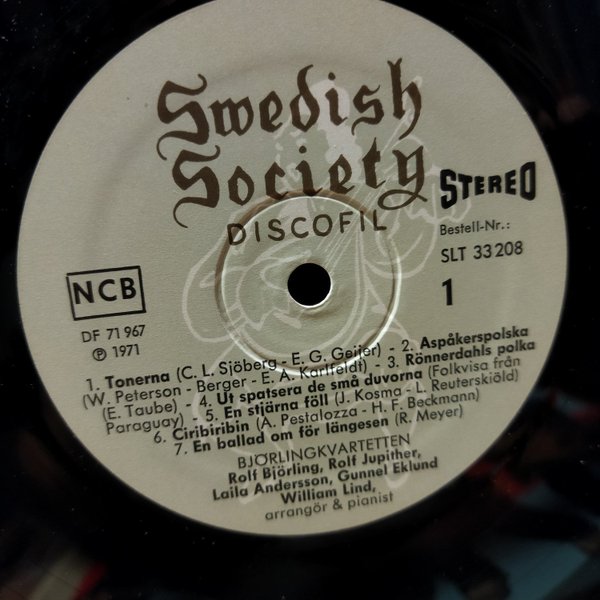 Swedish
Society
DISCOFIL
STEREO
Bestell-Nr.:
SLT 33 208
1
NCB
DF 71 967
℗ 1971
1. Tonerna (C. L. Sjöberg - E. G. Geijer) - 2. Aspåkerspolska
(W. Peterson - Berger - E. A. Karlfeldt) - 3. Rönnerdahls polka
(E. Taube) - 4. Ut spatsera de små duvorna (Folkvisa från
Paraguay) - 5. En stjärna föll (J. Kosma - L. Reuterskiöld)
6. Ciribiribin (A. Pestalozza - H. F. Beckmann)
7. En ballad om för längesen (R. Meyer)
BJÖRLINGKVARTETTEN
Rolf Björling, Rolf Jupither,
Laila Andersson, Gunnel Eklund
William Lind,
arrangör & pianist